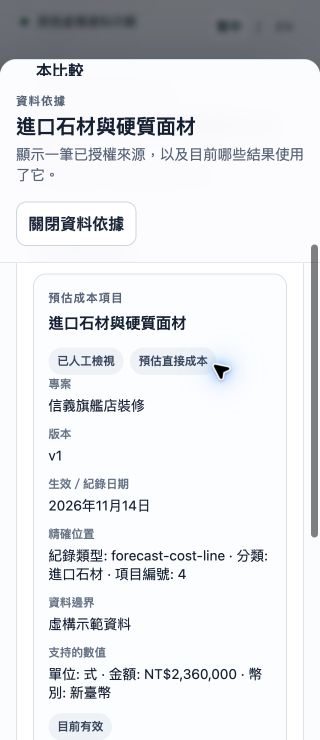 本比較
資料依據
進口石材與硬質面材
顯示一筆已授權來源，以及目前哪些結果使用
了它。
關閉資料依據
預估成本項目
進口石材與硬質面材
已人工檢視 預估直接成本
專案
信義旗艦店裝修
版本
v1
生效 / 紀錄日期
2026年11月14日
精確位置
紀錄類型: forecast-cost-line · 分類:
進口石材 · 項目編號: 4
資料邊界
虛構示範資料
支持的數值
單位: 式 · 金額: NT$2,360,000 · 幣
別: 新臺幣
目前有效